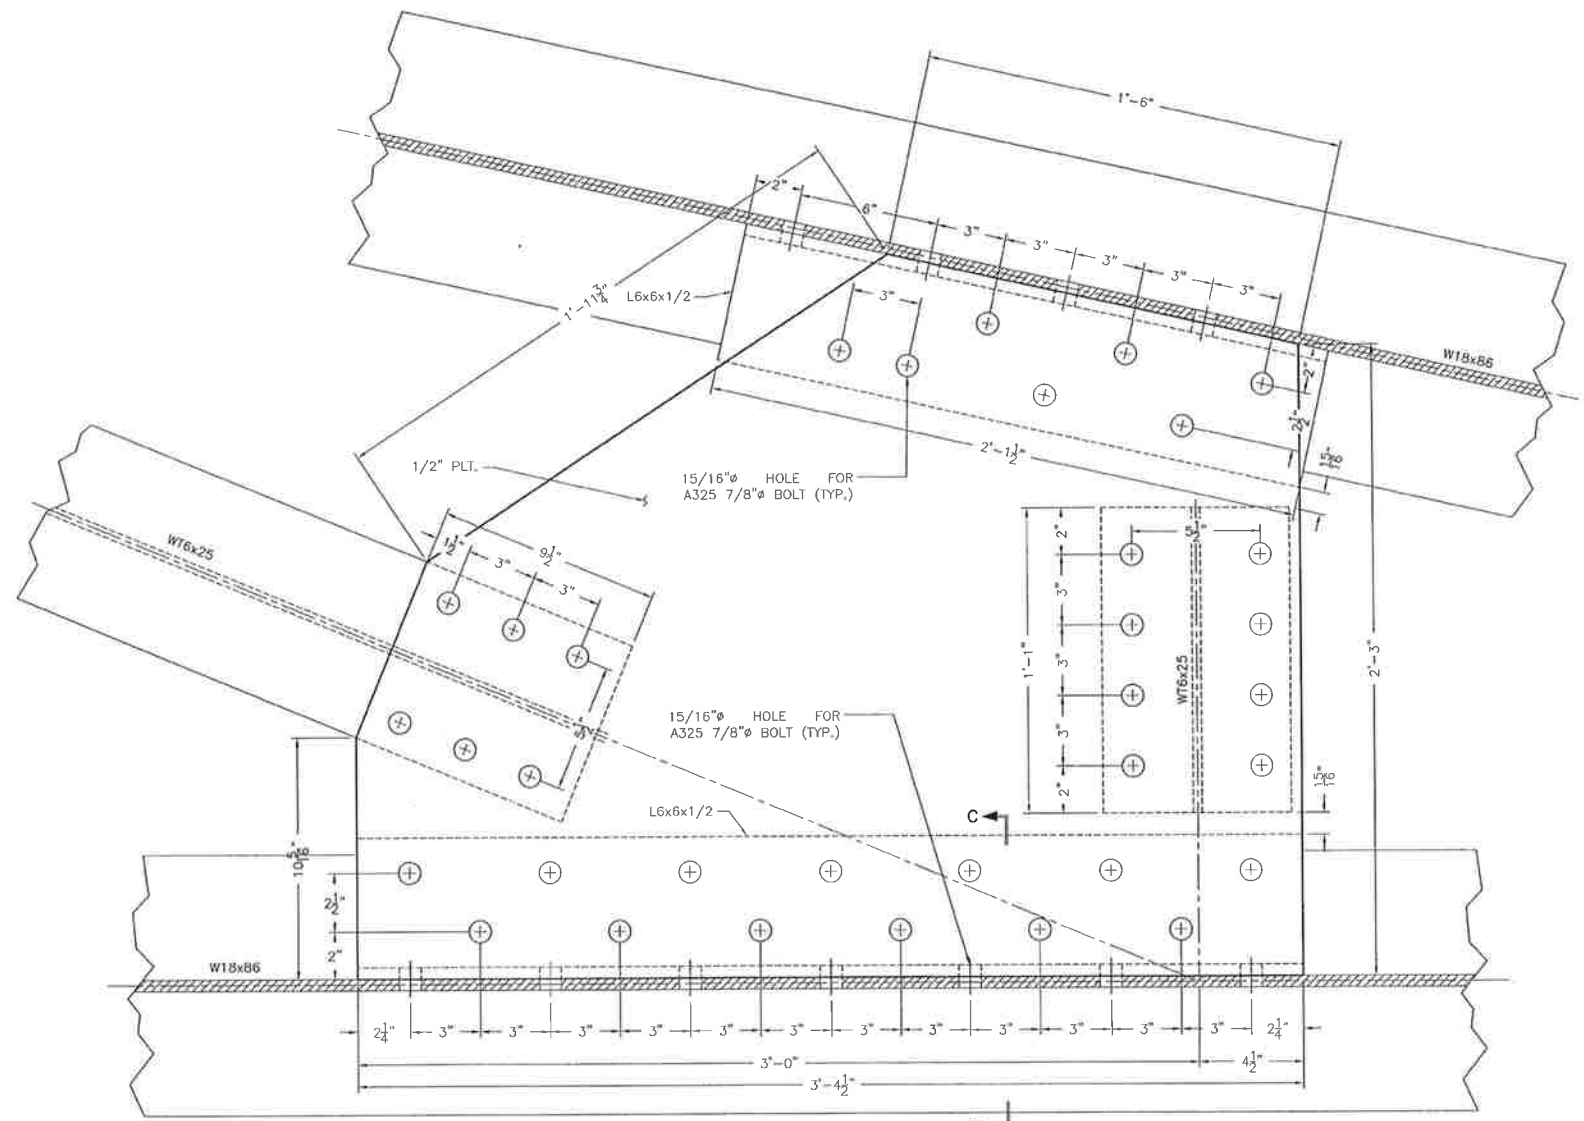 1'-6"
2"
6"
3"
3"
3"
3"
3"
1'-11 3/4"
L6x6x1/2
3"
W18x86
2"
2 1/2"
2'-1 1/2"
15/16"
1/2" PLT.
15/16"ø HOLE FOR
A325 7/8"ø BOLT (TYP.)
WT6x25
1 1/2"
9 1/2"
3"
3"
2"
5 1/2"
3"
1'-1"
3"
WT6x25
2'-3"
3"
2"
15/16"
15/16"ø HOLE FOR
A325 7/8"ø BOLT (TYP.)
L6x6x1/2
C
10 5/16"
2 1/2"
2"
W18x86
2 1/4" 3" 3" 3" 3" 3" 3" 3" 3" 3" 3" 3" 3" 2 1/4"
3'-0" 4 1/2"
3'-4 1/2"